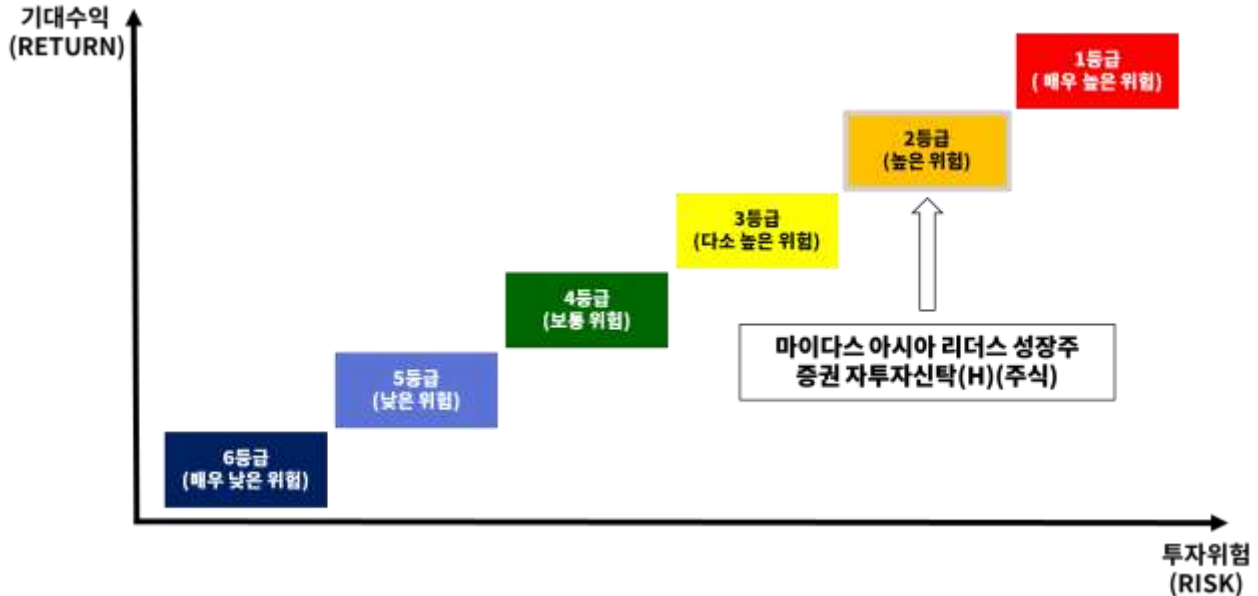 기대수익
(RETURN)
1등급
( 매우 높은 위험)
2등급
(높은 위험)
3등급
(다소 높은 위험)
4등급
(보통 위험)
마이다스 아시아 리더스 성장주
증권 자투자신탁(H)(주식)
5등급
(낮은 위험)
6등급
(매우 낮은 위험)
투자위험
(RISK)